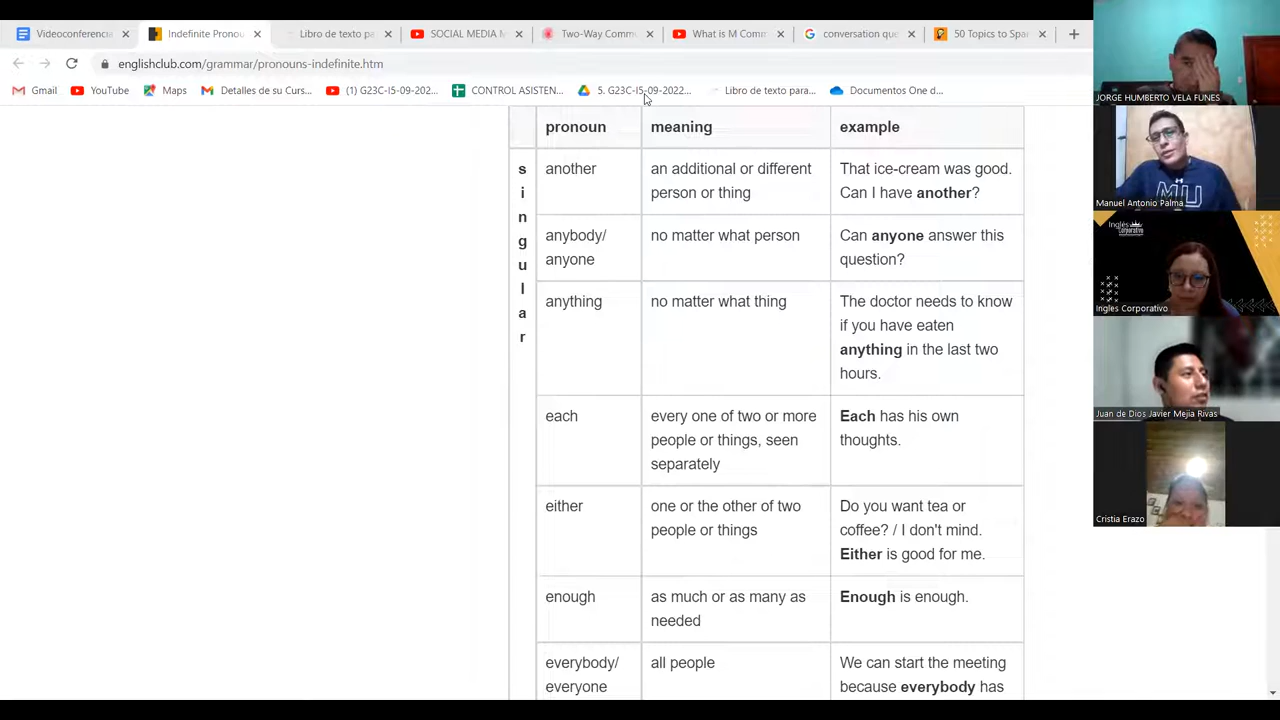 Videoconferencia
Indefinite Pronou
Libro de texto pa
SOCIAL MEDIA M
Two-Way Commu
What is M Comm
conversation que
50 Topics to Spar
englishclub.com/grammar/pronouns-indefinite.htm
Gmail
YouTube
Maps
Detalles de su Curs...
(1) G23C-I5-09-202...
CONTROL ASISTEN...
5. G23C-I5-09-2022...
Libro de texto para...
Documentos One d...
pronoun meaning example
singular
another
an additional or different
person or thing
That ice-cream was good.
Can I have another?
anybody/
anyone
no matter what person
Can anyone answer this
question?
anything
no matter what thing
The doctor needs to know
if you have eaten
anything in the last two
hours.
each
every one of two or more
people or things, seen
separately
Each has his own
thoughts.
either
one or the other of two
people or things
Do you want tea or
coffee? / I don't mind.
Either is good for me.
enough
as much or as many as
needed
Enough is enough.
everybody/
everyone
all people
We can start the meeting
because everybody has
JORGE HUMBERTO VELA FUNES
MU
Manuel Antonio Palma
Inglés
Corporativo
Ingles Corporativo
Juan de Dios Javier Mejia Rivas
Cristia Erazo